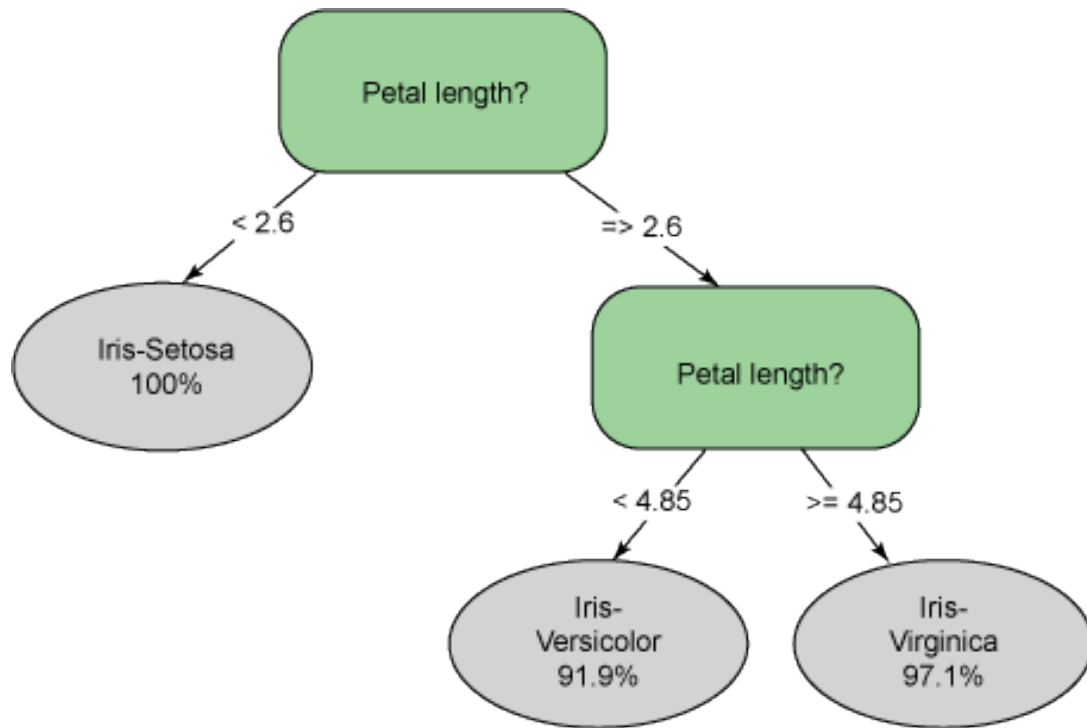 Petal length?
< 2.6
=> 2.6
Iris-Setosa
100%
Petal length?
< 4.85
>= 4.85
Iris-
Versicolor
91.9%
Iris-
Virginica
97.1%